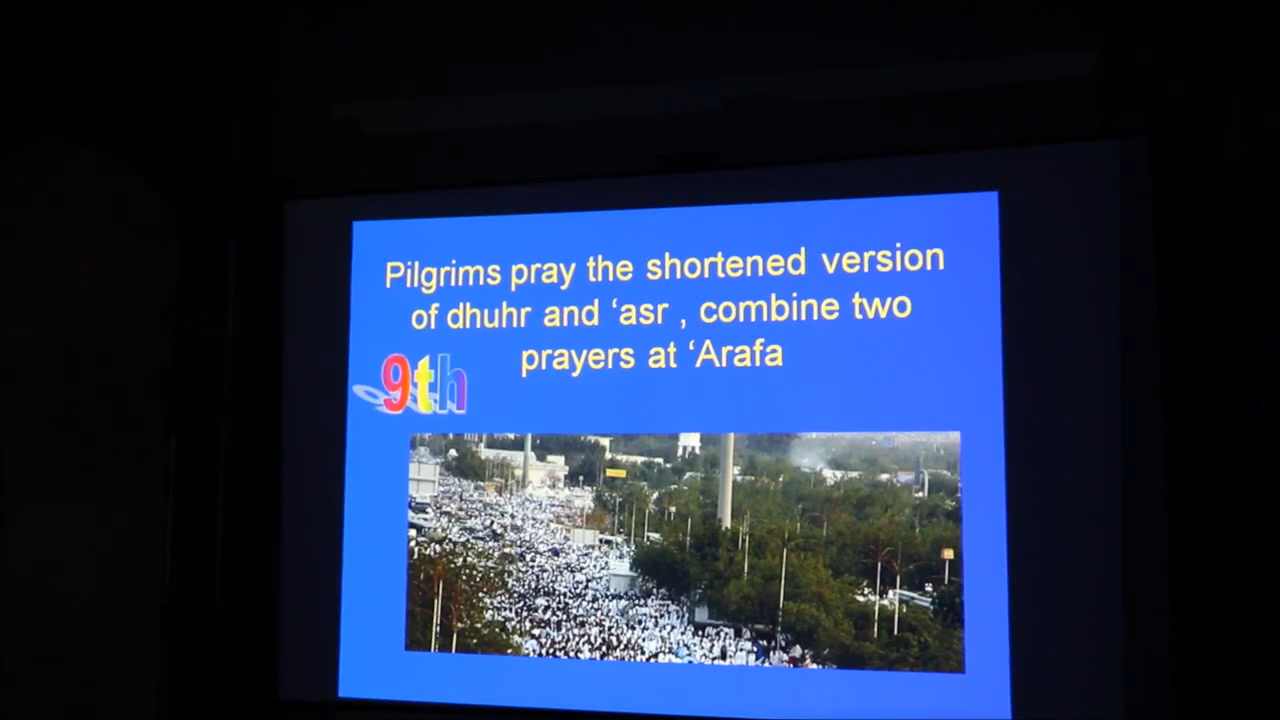 Pilgrims pray the shortened version
of dhuhr and ‘asr , combine two
prayers at ‘Arafa
9th